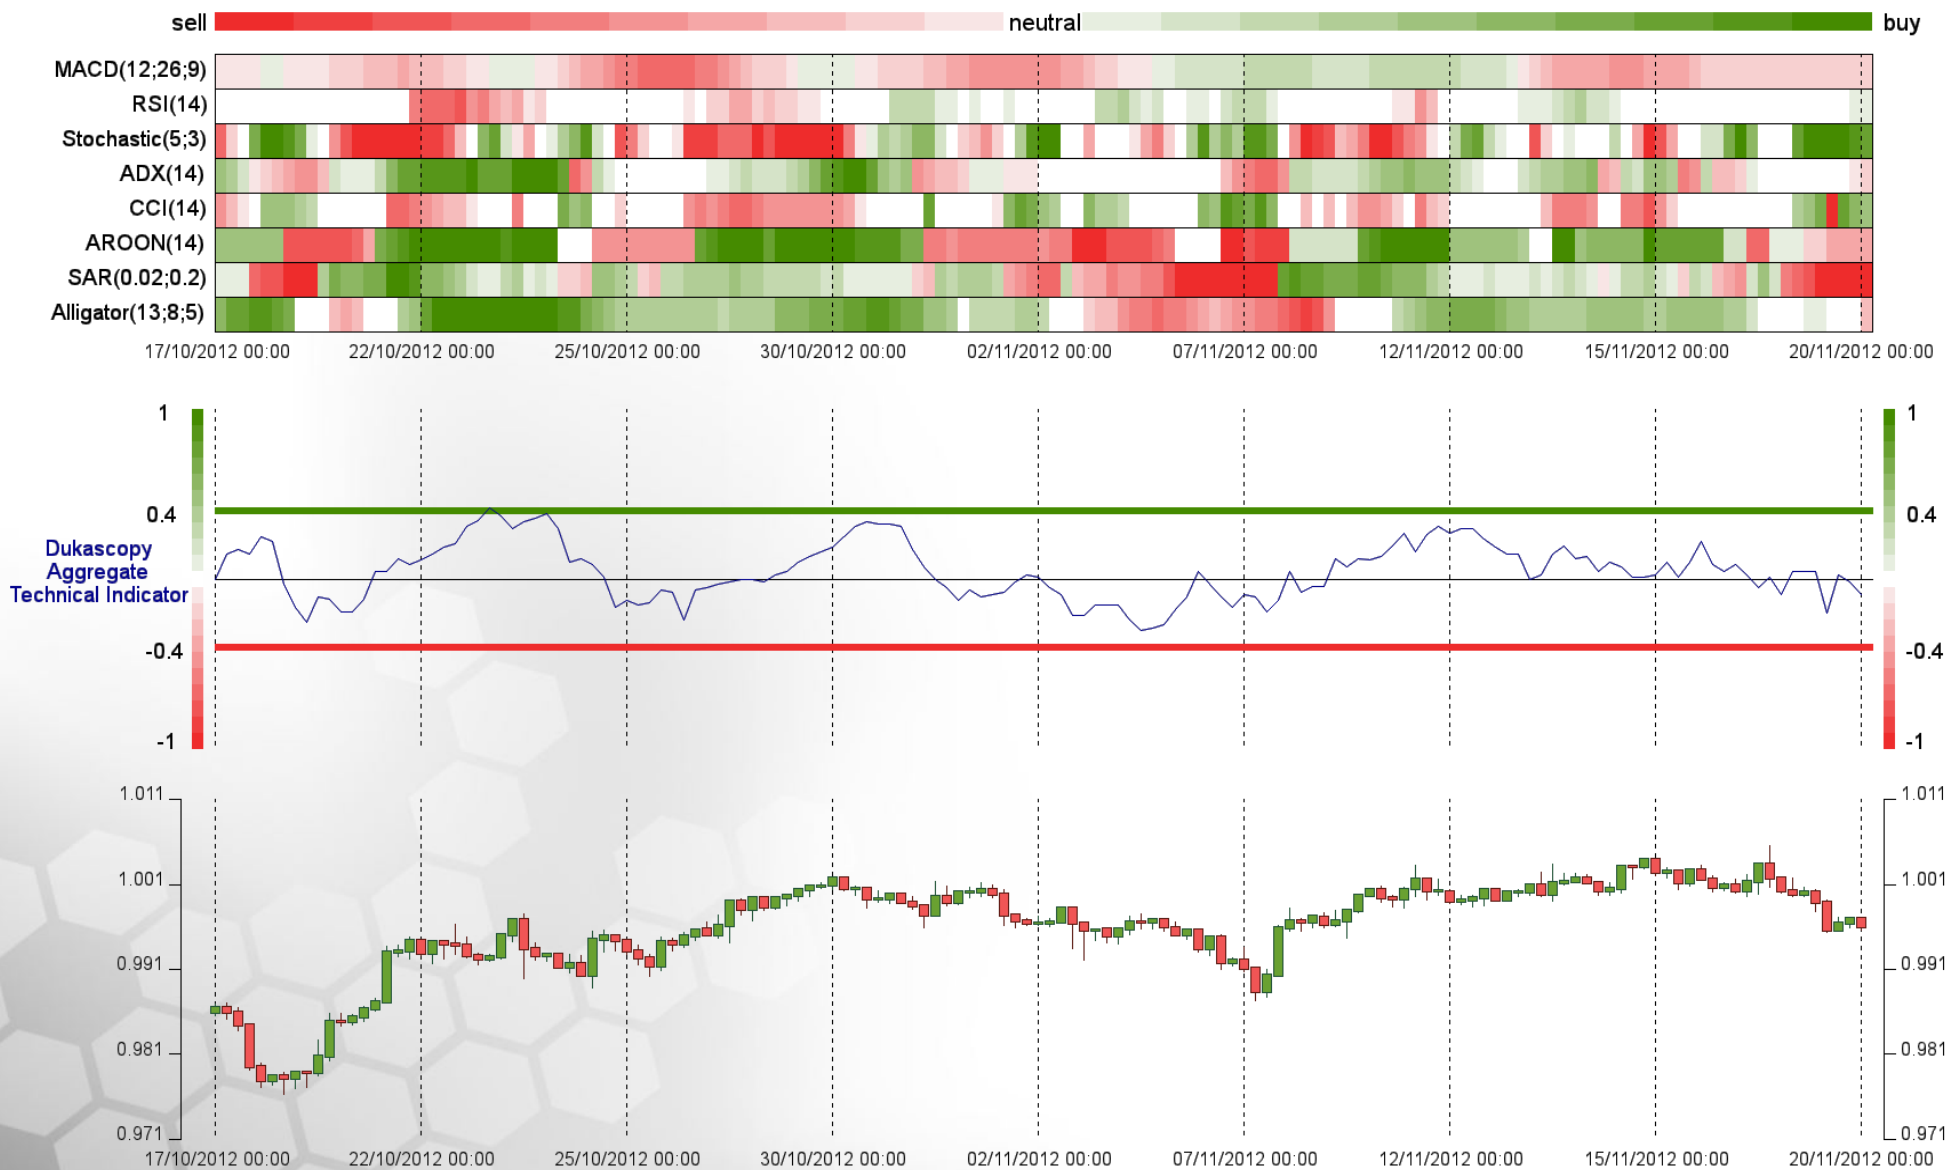 sell neutral buy
MACD(12;26;9)
RSI(14)
Stochastic(5;3)
ADX(14)
CCI(14)
AROON(14)
SAR(0.02;0.2)
Alligator(13;8;5)
17/10/2012 00:00 22/10/2012 00:00 25/10/2012 00:00 30/10/2012 00:00 02/11/2012 00:00 07/11/2012 00:00 12/11/2012 00:00 15/11/2012 00:00 20/11/2012 00:00
1 1
0.4 0.4
Dukascopy
Aggregate
Technical Indicator
-0.4 -0.4
-1 -1
1.011 1.011
1.001 1.001
0.991 0.991
0.981 0.981
0.971 0.971
17/10/2012 00:00 22/10/2012 00:00 25/10/2012 00:00 30/10/2012 00:00 02/11/2012 00:00 07/11/2012 00:00 12/11/2012 00:00 15/11/2012 00:00 20/11/2012 00:00